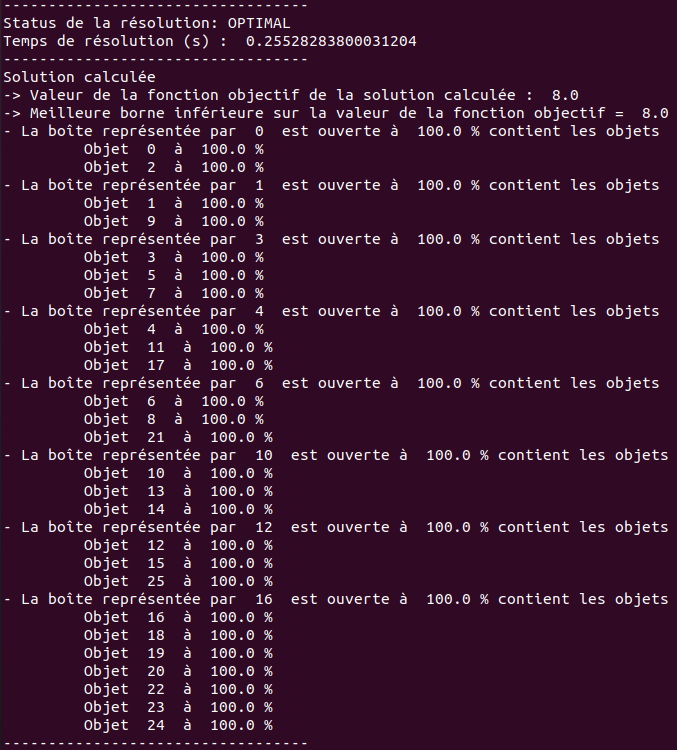 ----------------------------------
Status de la résolution: OPTIMAL
Temps de résolution (s) :  0.25528283800031204
----------------------------------
Solution calculée
-> Valeur de la fonction objectif de la solution calculée :  8.0
-> Meilleure borne inférieure sur la valeur de la fonction objectif =  8.0
- La boîte représentée par  0  est ouverte à  100.0 % contient les objets
         Objet  0  à  100.0 %
         Objet  2  à  100.0 %
- La boîte représentée par  1  est ouverte à  100.0 % contient les objets
         Objet  1  à  100.0 %
         Objet  9  à  100.0 %
- La boîte représentée par  3  est ouverte à  100.0 % contient les objets
         Objet  3  à  100.0 %
         Objet  5  à  100.0 %
         Objet  7  à  100.0 %
- La boîte représentée par  4  est ouverte à  100.0 % contient les objets
         Objet  4  à  100.0 %
         Objet  11  à  100.0 %
         Objet  17  à  100.0 %
- La boîte représentée par  6  est ouverte à  100.0 % contient les objets
         Objet  6  à  100.0 %
         Objet  8  à  100.0 %
         Objet  21  à  100.0 %
- La boîte représentée par  10  est ouverte à  100.0 % contient les objets
         Objet  10  à  100.0 %
         Objet  13  à  100.0 %
         Objet  14  à  100.0 %
- La boîte représentée par  12  est ouverte à  100.0 % contient les objets
         Objet  12  à  100.0 %
         Objet  15  à  100.0 %
         Objet  25  à  100.0 %
- La boîte représentée par  16  est ouverte à  100.0 % contient les objets
         Objet  16  à  100.0 %
         Objet  18  à  100.0 %
         Objet  19  à  100.0 %
         Objet  20  à  100.0 %
         Objet  22  à  100.0 %
         Objet  23  à  100.0 %
         Objet  24  à  100.0 %
----------------------------------